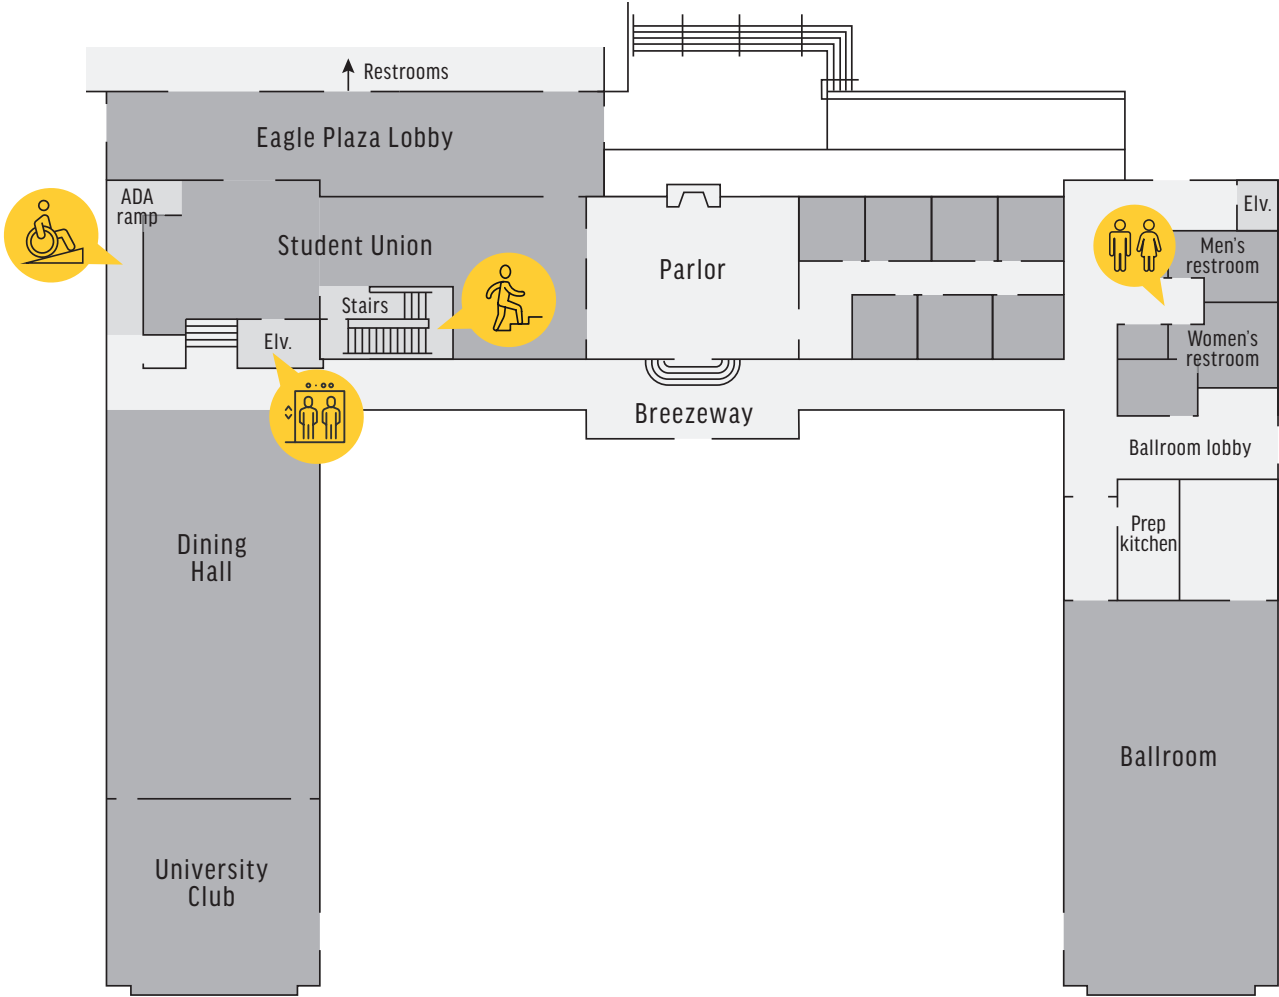 Restrooms
Eagle Plaza Lobby
ADA
ramp
Elv.
Student Union
Men's
restroom
Parlor
Stairs
Elv.
Women's
restroom
Breezeway
Ballroom lobby
Prep
kitchen
Dining
Hall
Ballroom
University
Club